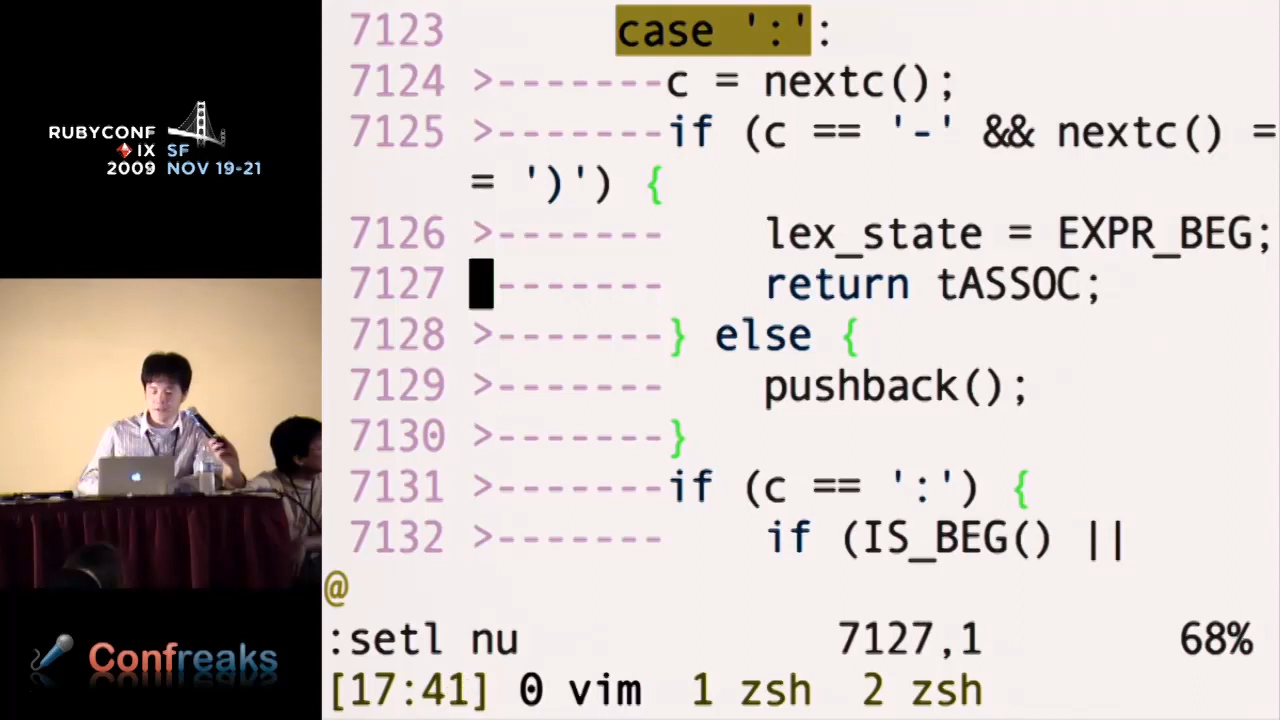 RUBYCONF
IX SF
2009 NOV 19-21
Confreaks
7123 case ':':
7124 >-------c = nextc();
7125 >-------if (c == '-' && nextc() =
= ')') {
7126 >------- lex_state = EXPR_BEG;
7127 >------- return tASSOC;
7128 >-------} else {
7129 >------- pushback();
7130 >-------}
7131 >-------if (c == ':') {
7132 >------- if (IS_BEG() ||
@
:setl nu 7127,1 68%
[17:41] 0 vim 1 zsh 2 zsh